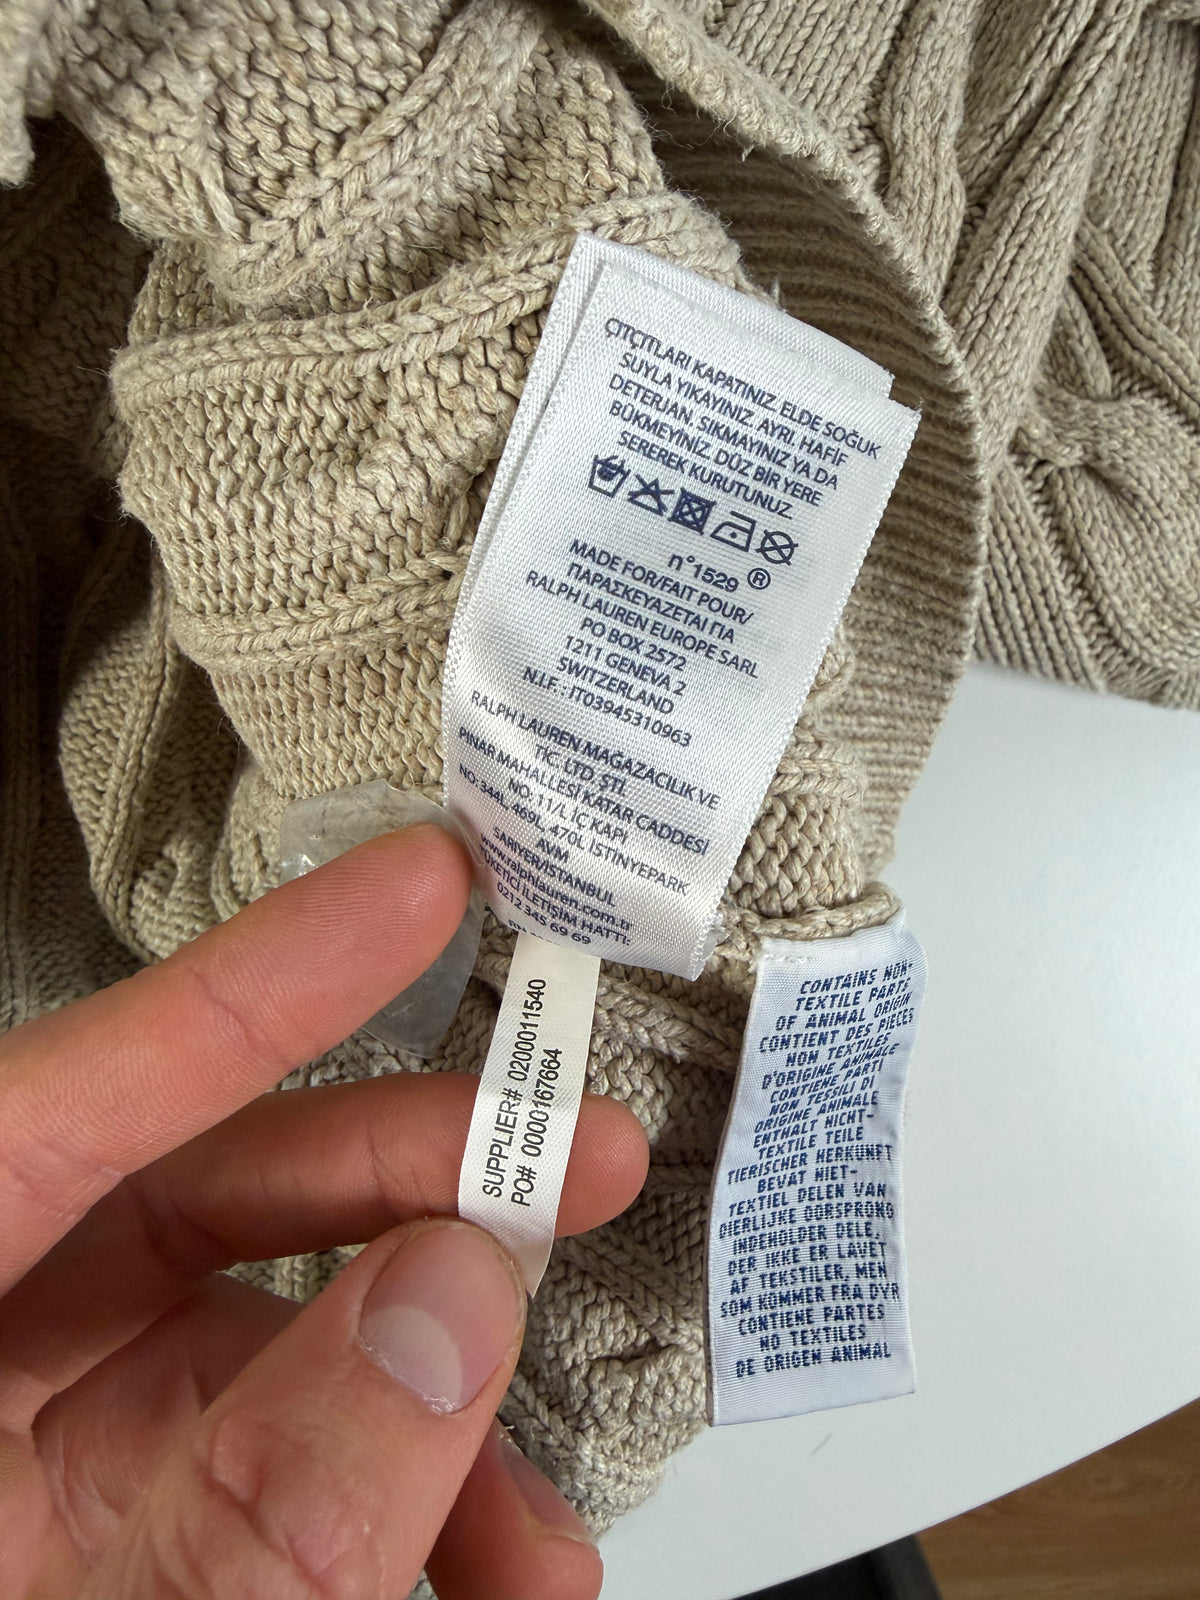 ÇITÇITLARI KAPATINIZ. ELDE SOĞUK
SUYLA YIKAYINIZ. AYRI. HAFİF
DETERJAN. SIKMAYINIZ YA DA
BÜKMEYİNİZ. DÜZ BİR YERE
SEREREK KURUTUNUZ.
n°1529 ®
MADE FOR/FAIT POUR/
ΠΑΡΑΣΚΕΥΑΖΕΤΑΙ ΓΙΑ
RALPH LAUREN EUROPE SARL
PO BOX 2572
1211 GENEVA 2
SWITZERLAND
N.I.F. : IT03945310963
RALPH LAUREN MAĞAZACILIK VE
TİC. LTD. ŞTİ.
PINAR MAHALLESİ KATAR CADDESİ
NO: 11/L İÇ KAPI
NO: 344L, 469L, 470L İSTİNYEPARK
AVM
SARIYER/İSTANBUL
www.ralphlauren.com.tr
TÜKETİCİ İLETİŞİM HATTI:
0212 345 69 69
SUPPLIER# 0200011540
PO# 0000167664
CONTAINS NON-
TEXTILE PARTS
OF ANIMAL ORIGIN
CONTIENT DES PIECES
NON TEXTILES
D'ORIGINE ANIMALE
CONTIENE PARTI
NON TESSILI DI
ORIGINE ANIMALE
ENTHALT NICHT-
TEXTILE TEILE
TIERISCHER HERKUNFT
BEVAT NIET-
TEXTIEL DELEN VAN
DIERLIJKE OORSPRONG
INDEHOLDER DELE,
DER IKKE ER LAVET
AF TEKSTILER, MEN
SOM KOMMER FRA DYR
CONTIENE PARTES
NO TEXTILES
DE ORIGEN ANIMAL